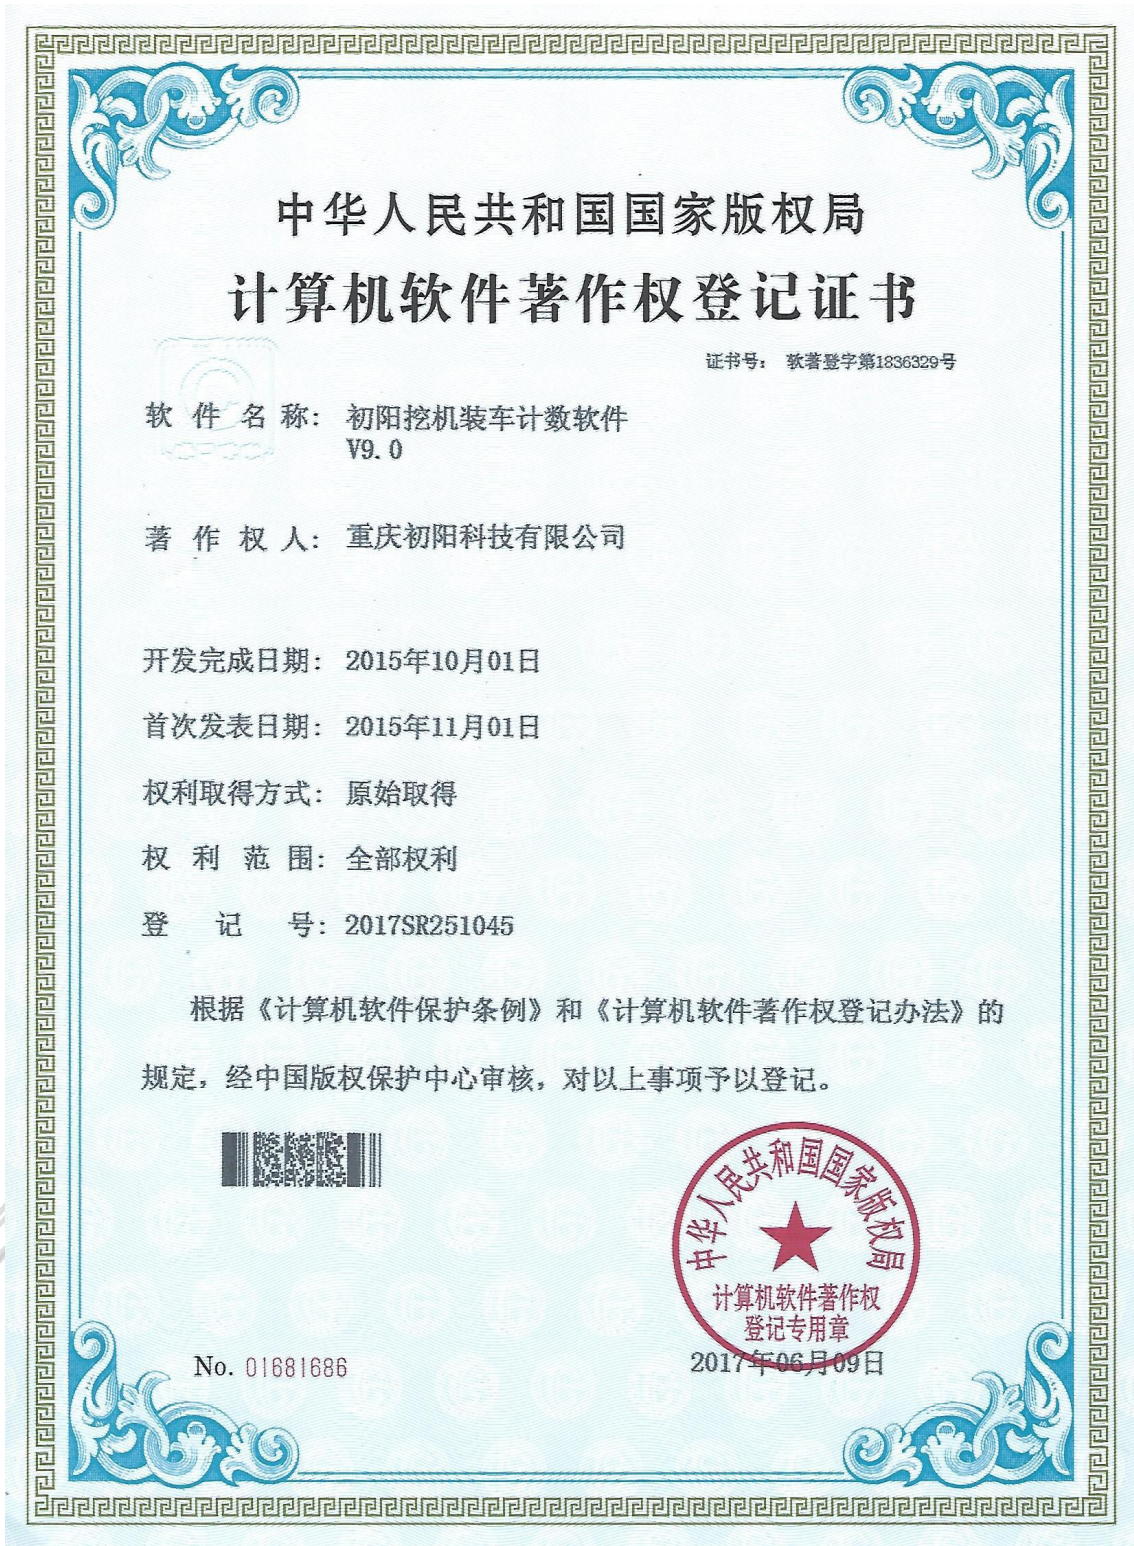 中华人民共和国国家版权局
计算机软件著作权登记证书
证书号： 软著登字第1836329号
软件名称： 初阳挖机装车计数软件
V9.0
著作权人： 重庆初阳科技有限公司
开发完成日期： 2015年10月01日
首次发表日期： 2015年11月01日
权利取得方式： 原始取得
权利范围： 全部权利
登记号： 2017SR251045
根据《计算机软件保护条例》和《计算机软件著作权登记办法》的
规定，经中国版权保护中心审核，对以上事项予以登记。
中华人民共和国国家版权局
计算机软件著作权
登记专用章
No. 01681686
2017年06月09日